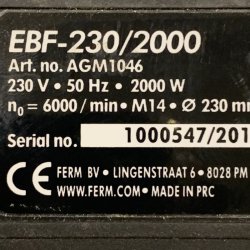 EBF-230/2000
Art. no. AGM1046
230 V • 50 Hz • 2000 W
n₀ = 6000 / min • M14 • Ø 230 mm
Serial no. 1000547/201
CE FERM BV • LINGENSTRAAT 6 • 8028 PM
WWW.FERM.COM • MADE IN PRC